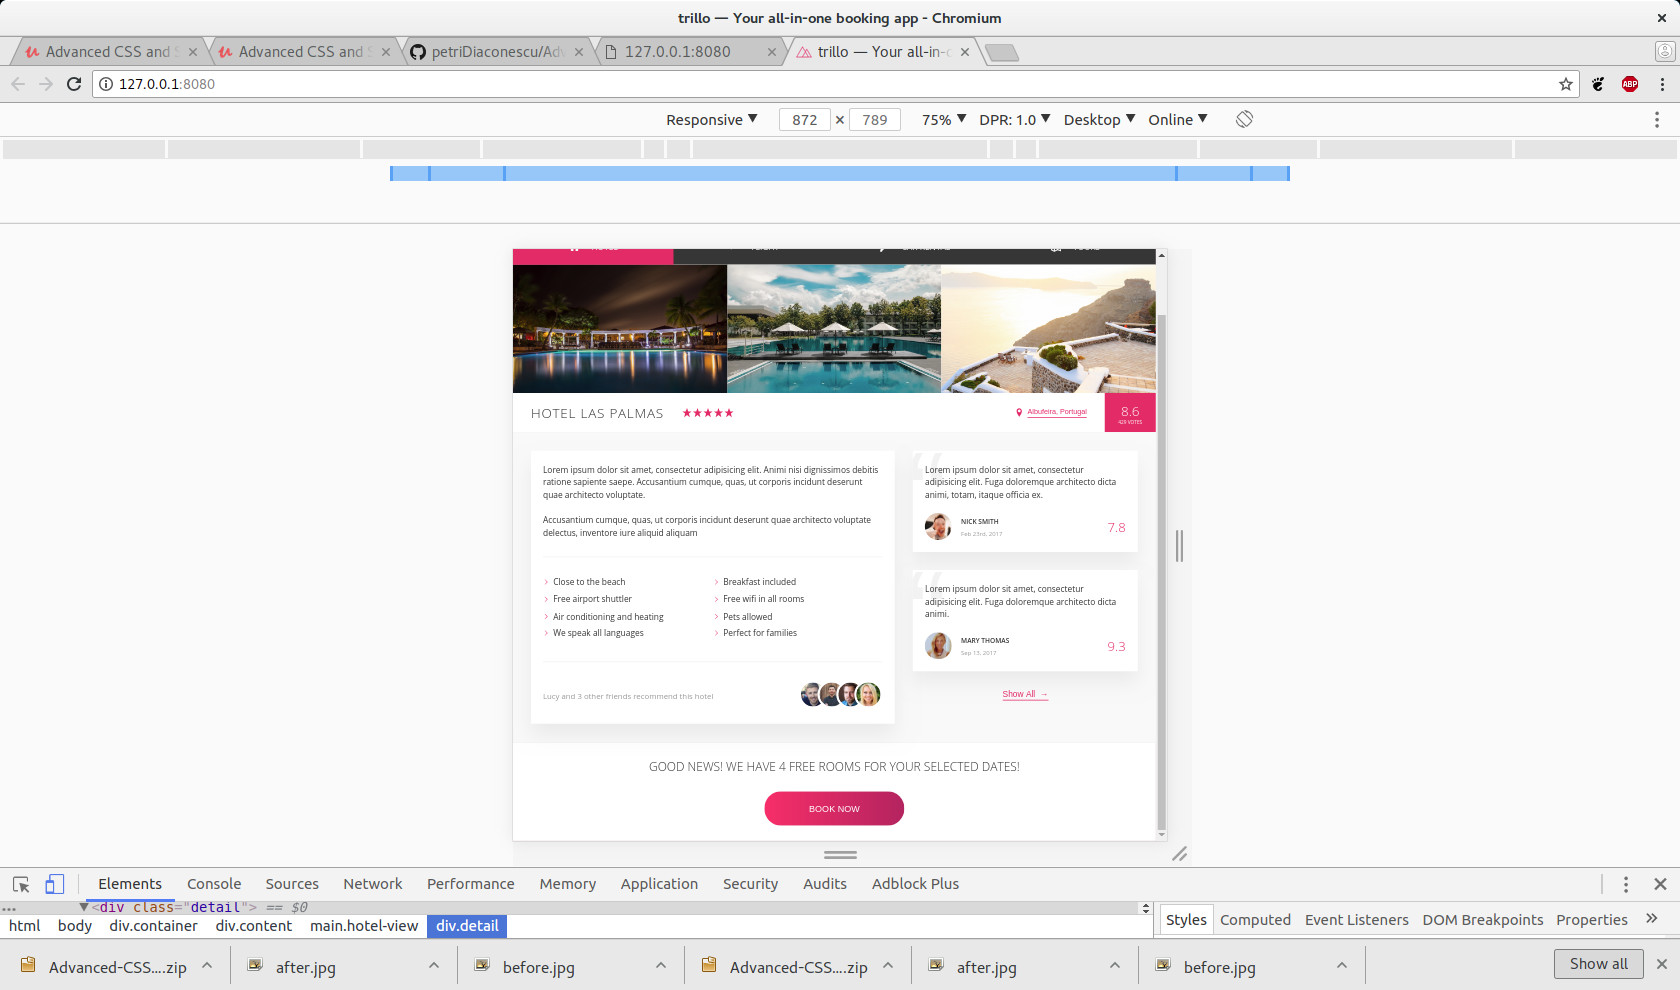 trillo — Your all-in-one booking app - Chromium
Advanced CSS and S
Advanced CSS and S
petriDiaconescu/Adv
127.0.0.1:8080
trillo — Your all-in-o
127.0.0.1:8080
ABP
Responsive ▼ 872 × 789 75% ▼ DPR: 1.0 ▼ Desktop ▼ Online ▼
HOTEL LAS PALMAS
Albufeira, Portugal
8.6
429 VOTES
Lorem ipsum dolor sit amet, consectetur adipisicing elit. Animi nisi dignissimos debitis
ratione sapiente saepe. Accusantium cumque, quas, ut corporis incidunt deserunt
quae architecto voluptate.
Accusantium cumque, quas, ut corporis incidunt deserunt quae architecto voluptate
delectus, inventore iure aliquid aliquam
Close to the beach
Breakfast included
Free airport shuttler
Free wifi in all rooms
Air conditioning and heating
Pets allowed
We speak all languages
Perfect for families
Lucy and 3 other friends recommend this hotel
Lorem ipsum dolor sit amet, consectetur
adipisicing elit. Fuga doloremque architecto dicta
animi, totam, itaque officia ex.
NICK SMITH
Feb 23rd, 2017
7.8
Lorem ipsum dolor sit amet, consectetur
adipisicing elit. Fuga doloremque architecto dicta
animi.
MARY THOMAS
Sep 13, 2017
9.3
Show All →
GOOD NEWS! WE HAVE 4 FREE ROOMS FOR YOUR SELECTED DATES!
BOOK NOW
Elements Console Sources Network Performance Memory Application Security Audits Adblock Plus
... ▼<div class="detail"> == $0
html body div.container div.content main.hotel-view div.detail
Styles Computed Event Listeners DOM Breakpoints Properties »
Advanced-CSS....zip
after.jpg
before.jpg
Advanced-CSS....zip
after.jpg
before.jpg
Show all